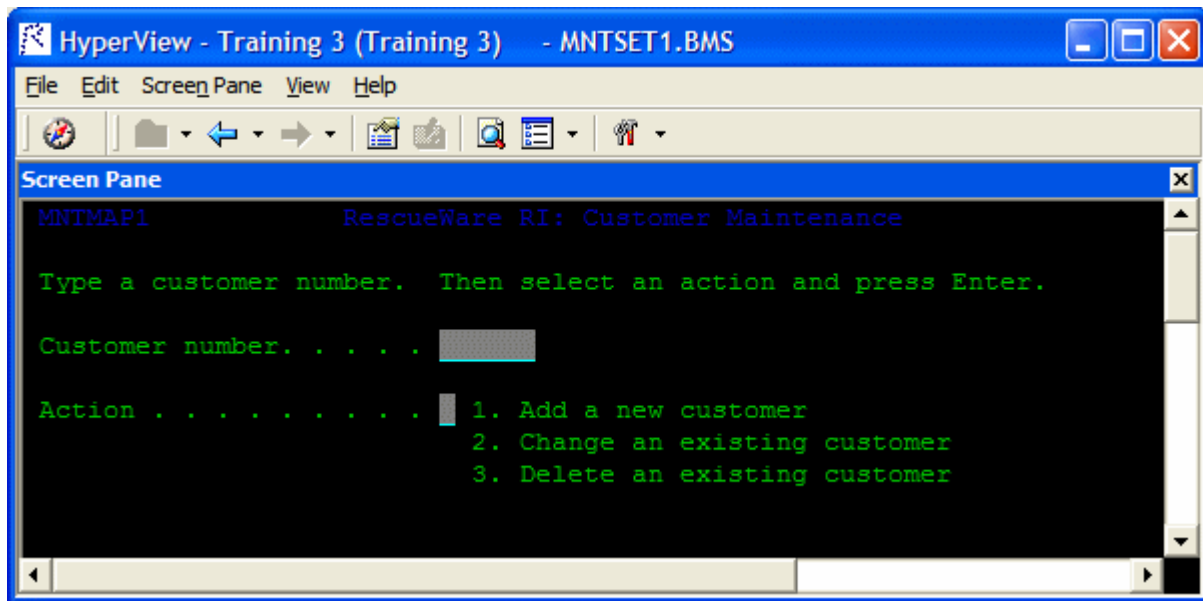 HyperView - Training 3 (Training 3) - MNTSET1.BMS
File Edit Screen Pane View Help
Screen Pane
MNTMAP1 RescueWare RI: Customer Maintenance
Type a customer number. Then select an action and press Enter.
Customer number. . . . .
Action . . . . . . . . . 1. Add a new customer
2. Change an existing customer
3. Delete an existing customer